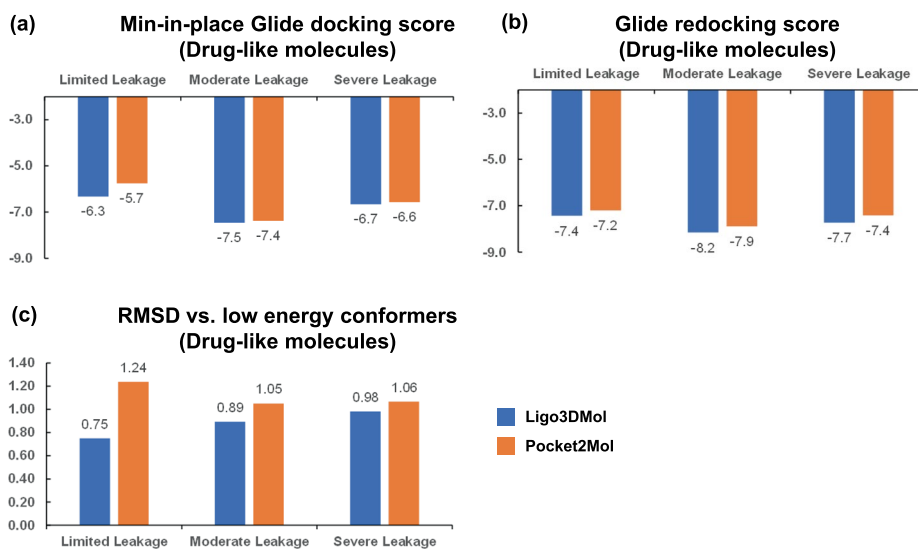 (a)
Min-in-place Glide docking score
(Drug-like molecules)
Limited Leakage Moderate Leakage Severe Leakage
-3.0
-5.0
-7.0
-9.0
-6.3 -5.7
-7.5 -7.4
-6.7 -6.6
(b)
Glide redocking score
(Drug-like molecules)
Limited Leakage Moderate Leakage Severe Leakage
-3.0
-5.0
-7.0
-9.0
-7.4 -7.2
-8.2 -7.9
-7.7 -7.4
(c)
RMSD vs. low energy conformers
(Drug-like molecules)
1.40
1.20
1.00
0.80
0.60
0.40
0.20
0.00
0.75 1.24
0.89 1.05
0.98 1.06
Limited Leakage Moderate Leakage Severe Leakage
Ligo3DMol
Pocket2Mol